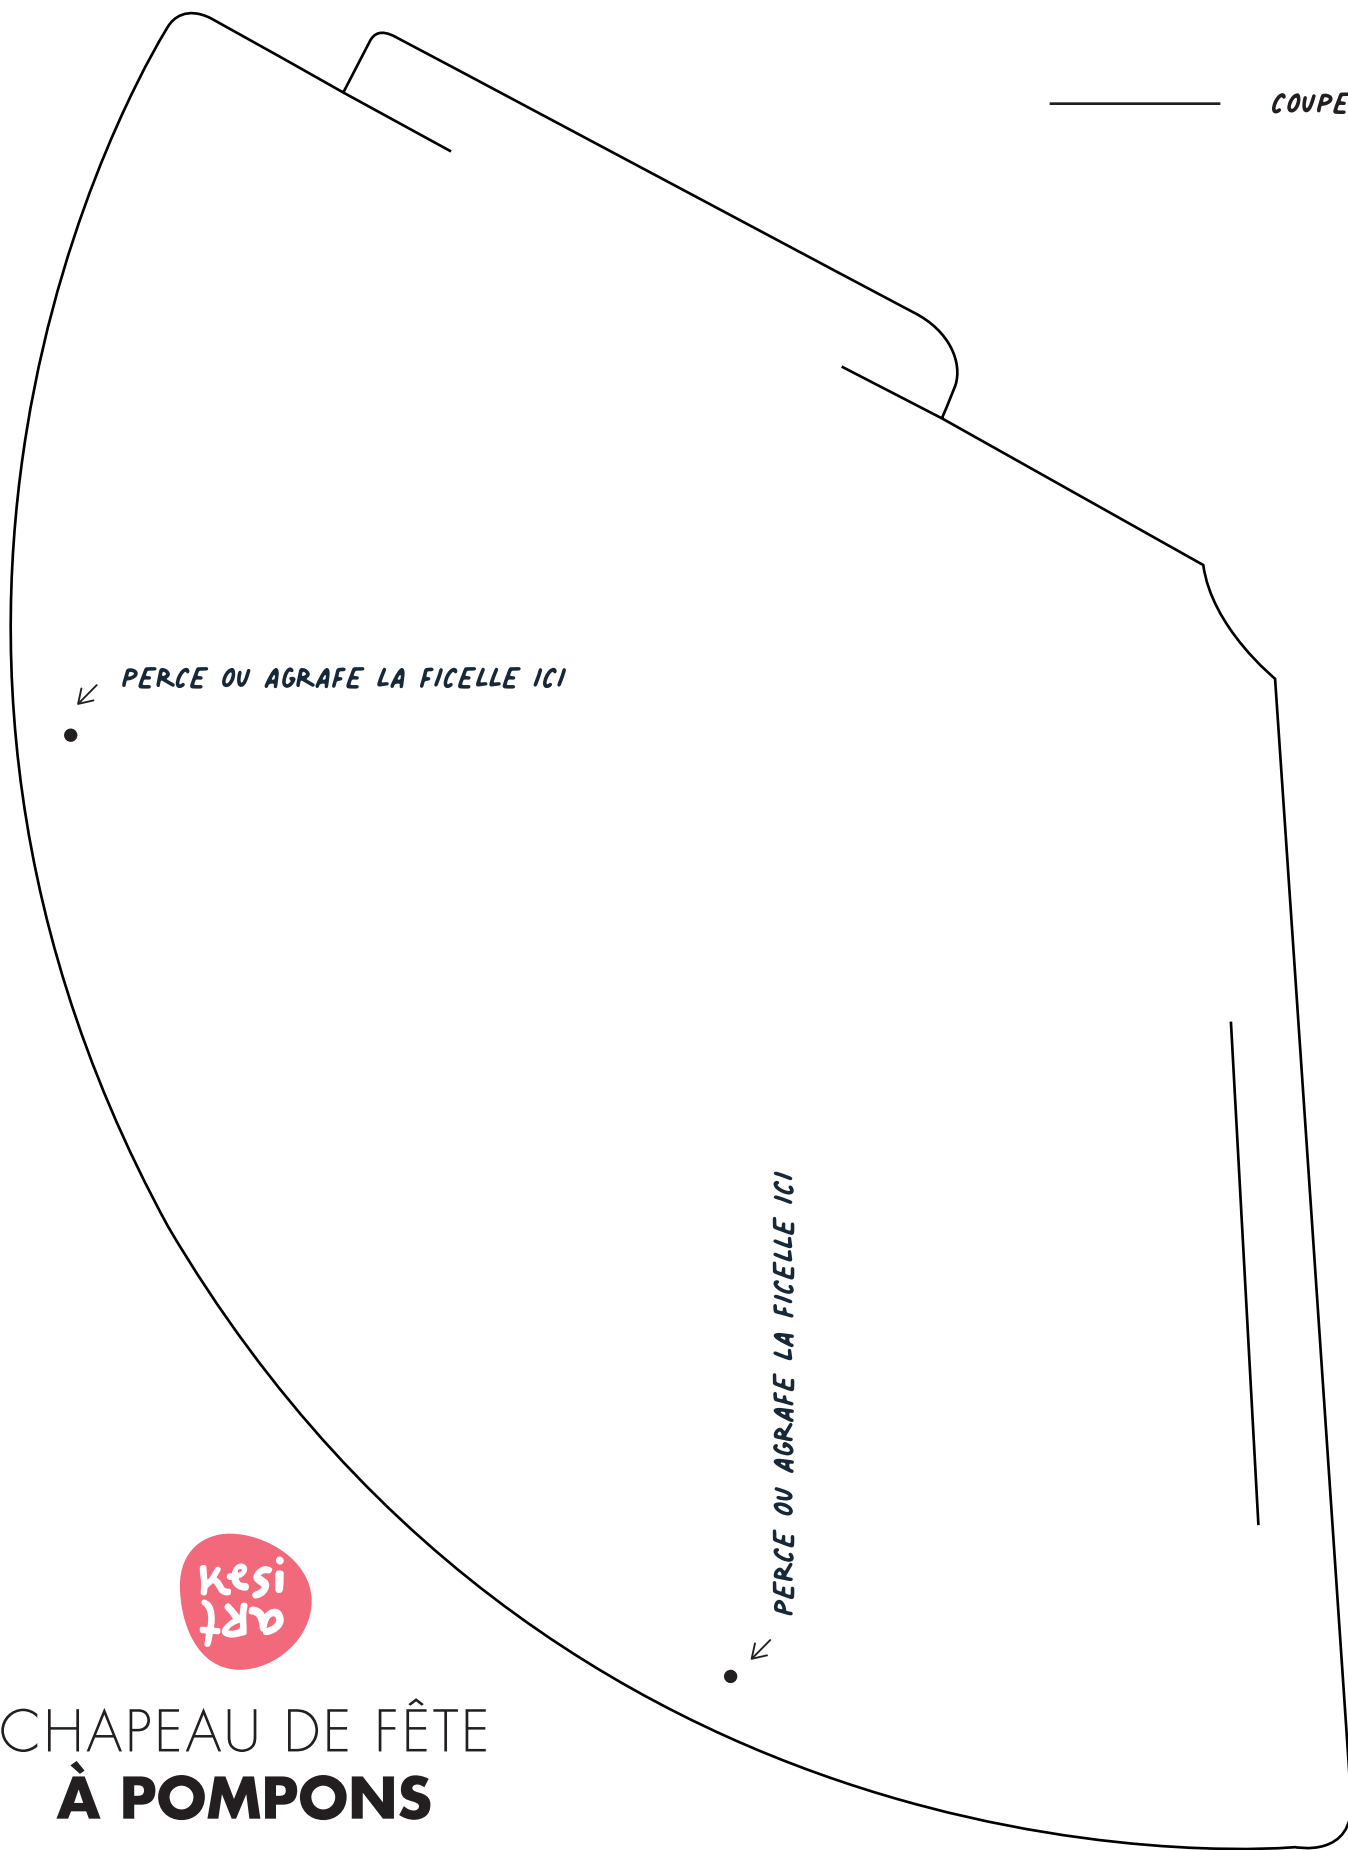 COUPE
PERCE OU AGRAFE LA FICELLE ICI
PERCE OU AGRAFE LA FICELLE ICI
kesi
art
CHAPEAU DE FÊTE
À POMPONS